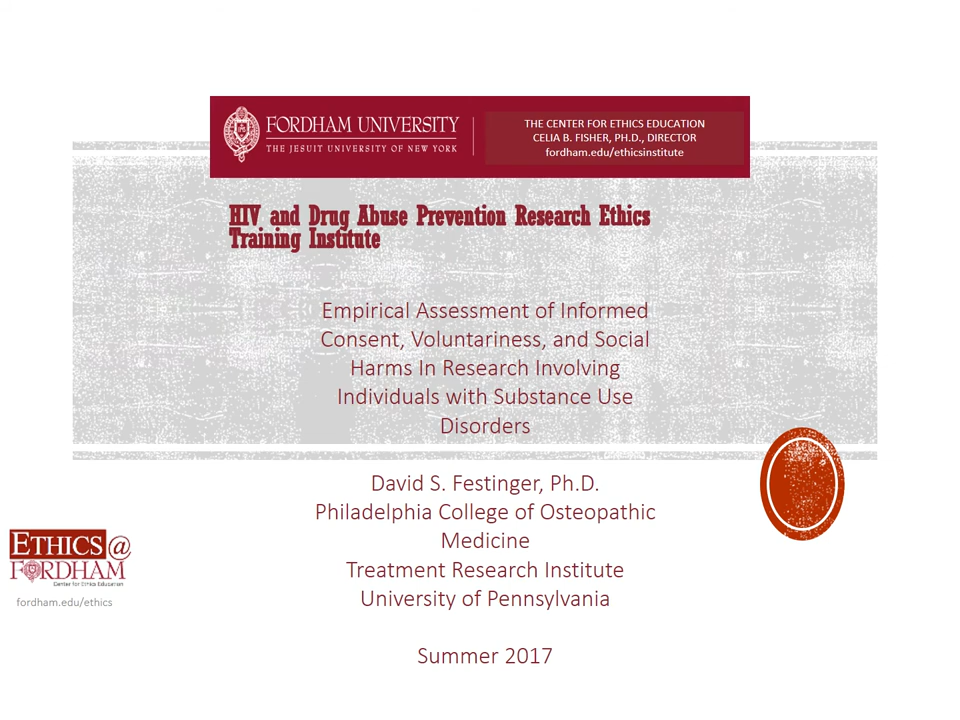 FORDHAM UNIVERSITY
THE JESUIT UNIVERSITY OF NEW YORK
THE CENTER FOR ETHICS EDUCATION
CELIA B. FISHER, PH.D., DIRECTOR
fordham.edu/ethicsinstitute
HIV and Drug Abuse Prevention Research Ethics
Training Institute
Empirical Assessment of Informed
Consent, Voluntariness, and Social
Harms In Research Involving
Individuals with Substance Use
Disorders
David S. Festinger, Ph.D.
Philadelphia College of Osteopathic
Medicine
Treatment Research Institute
University of Pennsylvania
Summer 2017
ETHICS@
FORDHAM
Center for Ethics Education
fordham.edu/ethics